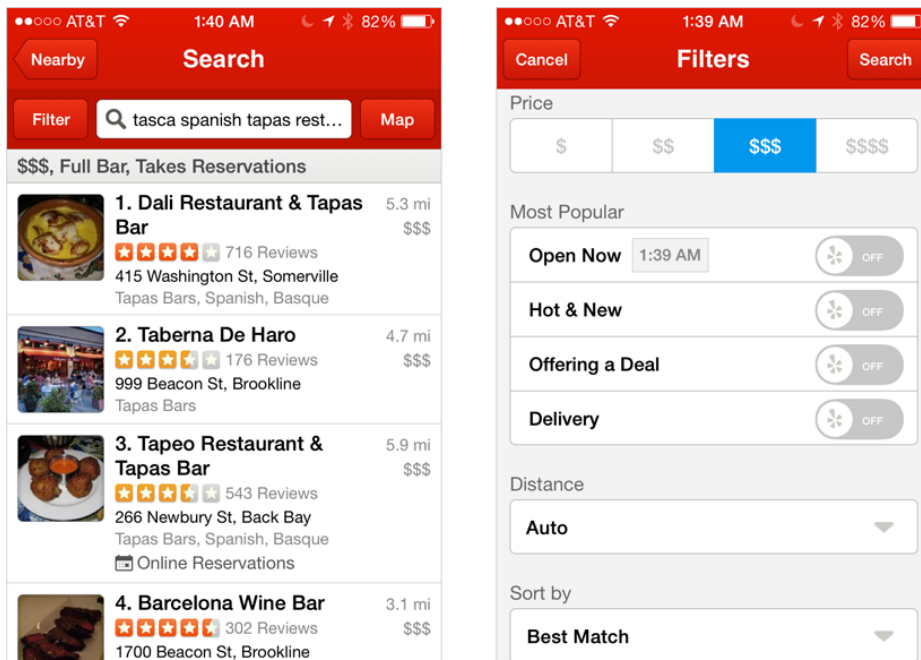 AT&T 1:40 AM 82%
Nearby Search
Filter tasca spanish tapas rest... Map
$$$, Full Bar, Takes Reservations
1. Dali Restaurant & Tapas 5.3 mi
Bar $$$
716 Reviews
415 Washington St, Somerville
Tapas Bars, Spanish, Basque
2. Taberna De Haro 4.7 mi
176 Reviews $$$
999 Beacon St, Brookline
Tapas Bars
3. Tapeo Restaurant & 5.9 mi
Tapas Bar $$$
543 Reviews
266 Newbury St, Back Bay
Tapas Bars, Spanish, Basque
Online Reservations
4. Barcelona Wine Bar 3.1 mi
302 Reviews $$$
1700 Beacon St, Brookline
AT&T 1:39 AM 82%
Cancel Filters Search
Price
$ $$ $$$ $$$$
Most Popular
Open Now 1:39 AM OFF
Hot & New OFF
Offering a Deal OFF
Delivery OFF
Distance
Auto
Sort by
Best Match